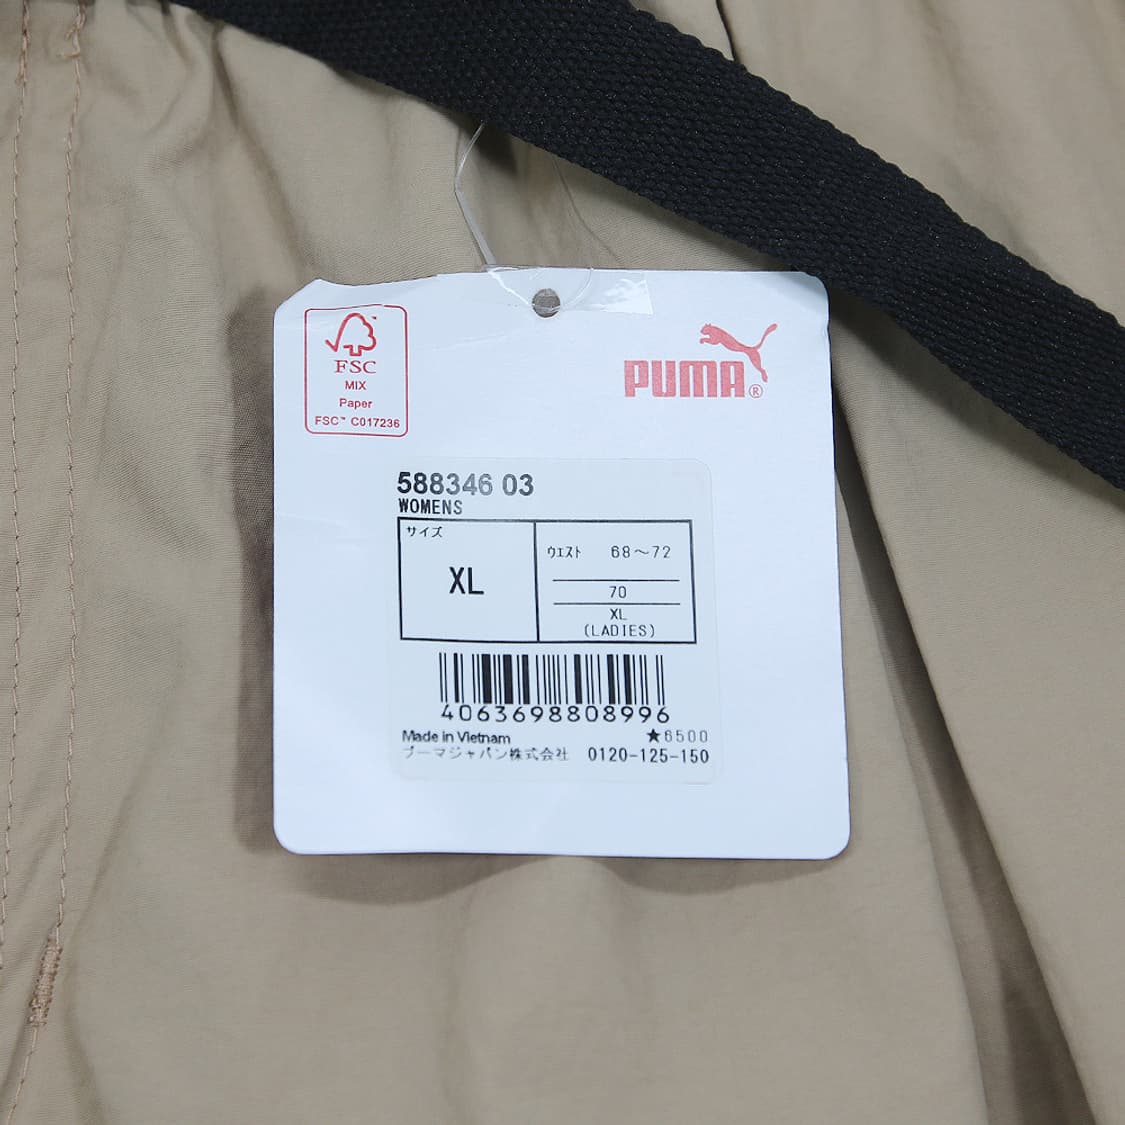 FSC
MIX
Paper
FSC™ C017236
PUMA®
588346 03
WOMENS
サイズ
XL
ウエスト 68〜72
70
XL
(LADIES)
4063698808996
Made in Vietnam
★6500
プーマジャパン株式会社 0120-125-150